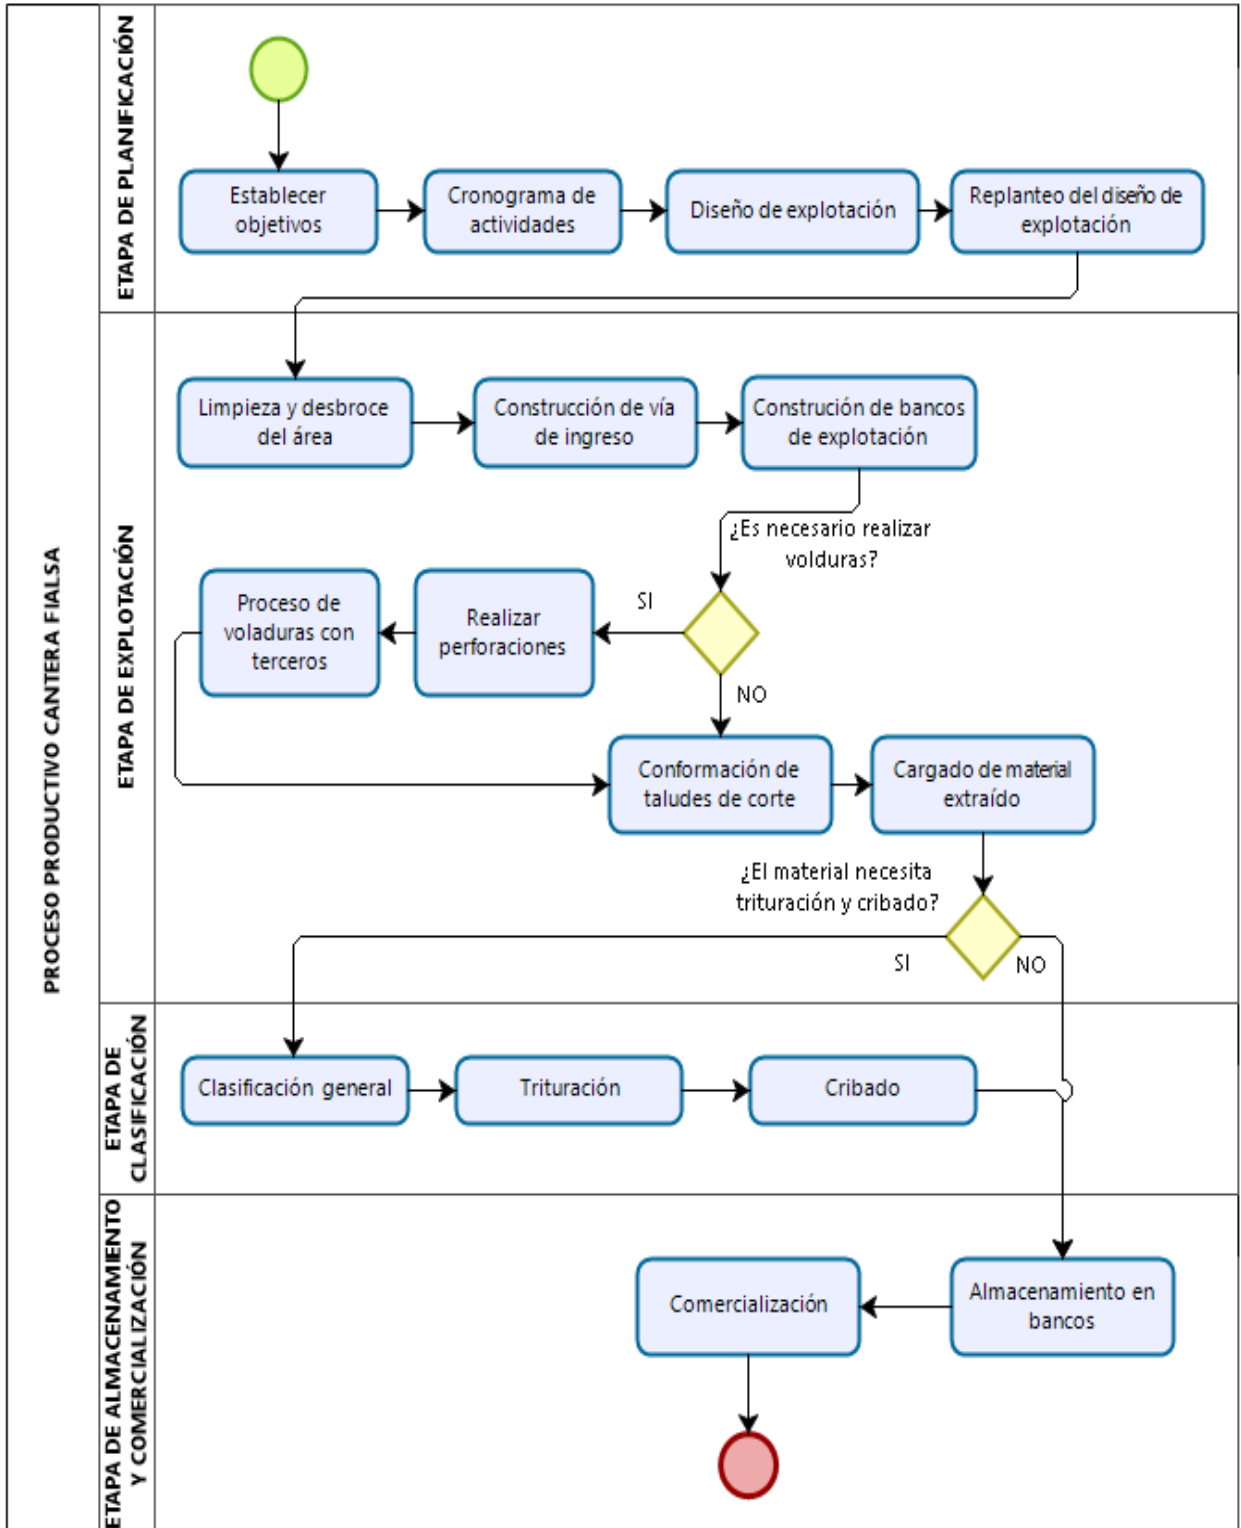 PROCESO PRODUCTIVO CANTERA FIALSA
ETAPA DE PLANIFICACIÓN
Establecer
objetivos
Cronograma de
actividades
Diseño de explotación
Replanteo del diseño de
explotación
ETAPA DE EXPLOTACIÓN
Limpieza y desbroce
del área
Construcción de vía
de ingreso
Construción de bancos
de explotación
¿Es necesario realizar
volduras?
SI
NO
Realizar
perforaciones
Proceso de
voladuras con
terceros
Conformación de
taludes de corte
Cargado de material
extraído
¿El material necesita
trituración y cribado?
SI
NO
ETAPA DE
CLASIFICACIÓN
Clasificación general
Trituración
Cribado
ETAPA DE ALMACENAMIENTO
Y COMERCIALIZACIÓN
Almacenamiento en
bancos
Comercialización